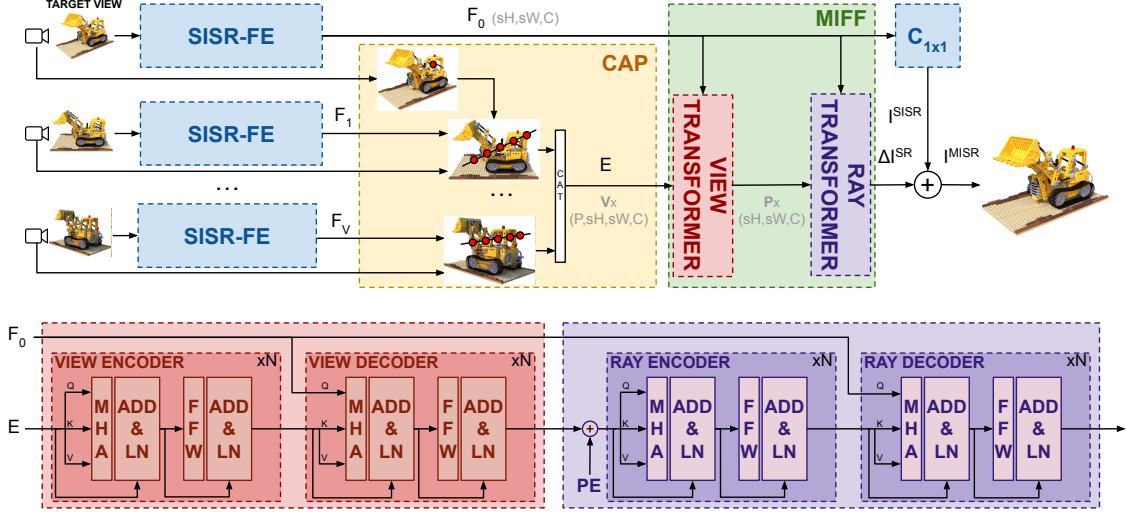 TARGET VIEW
SISR-FE
F0 (sH,sW,C)
MIFF
C1x1
CAP
SISR-FE
F1
VIEW TRANSFORMER
RAY TRANSFORMER
ISISR
ΔISR
IMISR
+
...
...
CAT
E
Vx
(P,sH,sW,C)
Px
(sH,sW,C)
SISR-FE
FV
F0
VIEW ENCODER
xN
VIEW DECODER
xN
RAY ENCODER
xN
RAY DECODER
xN
E
Q
K
V
MHA
ADD & LN
FFW
ADD & LN
Q
K
V
MHA
ADD & LN
FFW
ADD & LN
+
PE
Q
K
V
MHA
ADD & LN
FFW
ADD & LN
Q
K
V
MHA
ADD & LN
FFW
ADD & LN